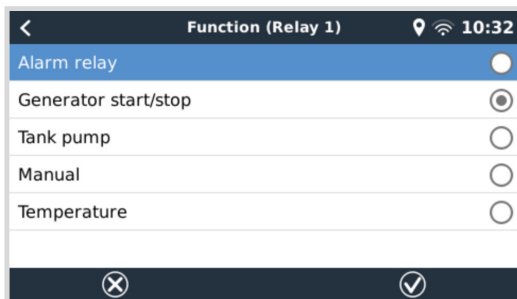 Function (Relay 1) 10:32
Alarm relay
Generator start/stop
Tank pump
Manual
Temperature